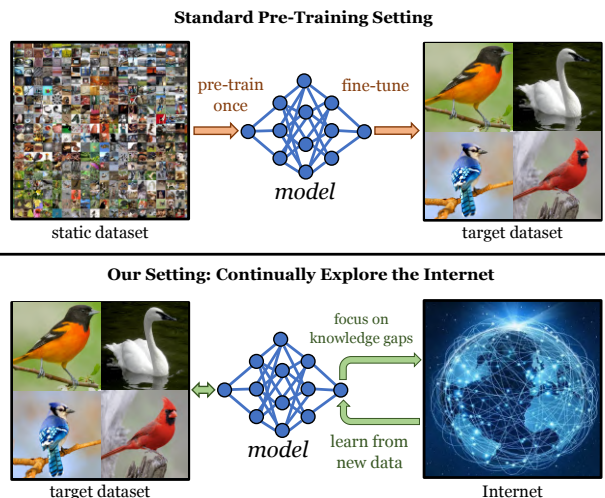 Standard Pre-Training Setting
pre-train
once
fine-tune
model
static dataset
target dataset
Our Setting: Continually Explore the Internet
focus on
knowledge gaps
model
learn from
new data
target dataset
Internet